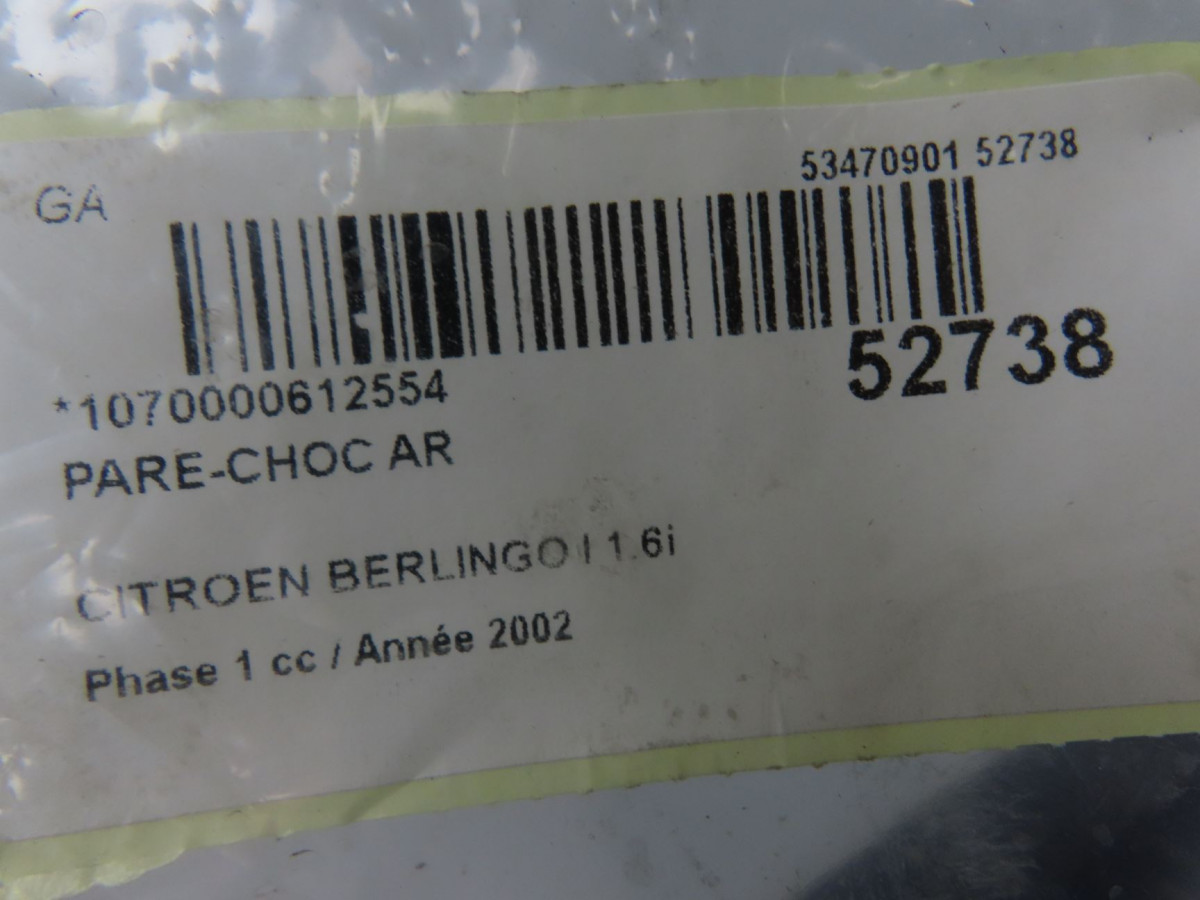 53470901 52738
GA
52738
*1070000612554
PARE-CHOC AR
CITROEN BERLINGO I 1.6i
Phase 1 cc / Année 2002